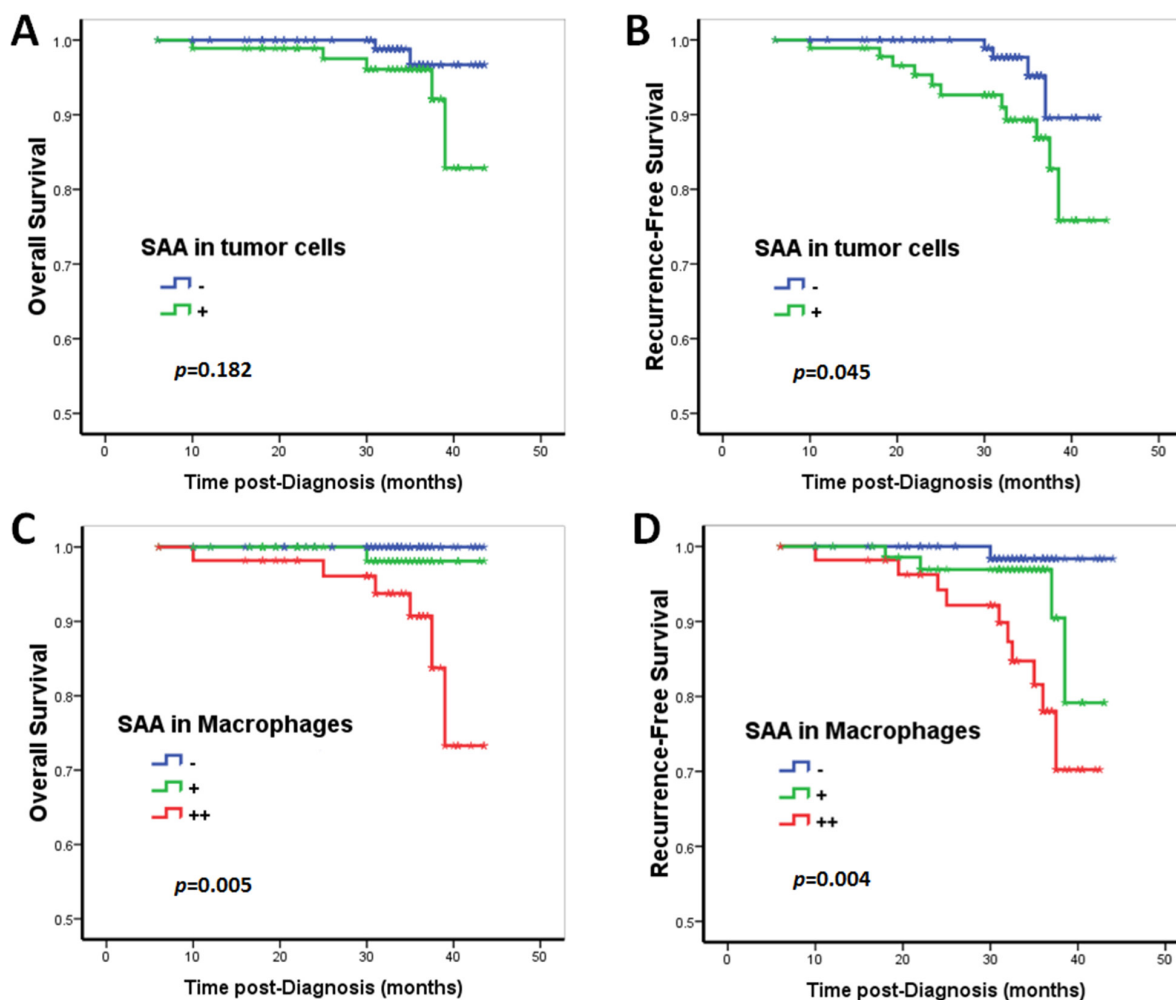 A
Overall Survival
1.0
0.9
0.8
0.7
0.6
0.5
SAA in tumor cells
-
+
p=0.182
0 10 20 30 40 50
Time post-Diagnosis (months)
B
Recurrence-Free Survival
1.0
0.9
0.8
0.7
0.6
0.5
SAA in tumor cells
-
+
p=0.045
0 10 20 30 40 50
Time post-Diagnosis (months)
C
Overall Survival
1.0
0.9
0.8
0.7
0.6
0.5
SAA in Macrophages
-
+
++
p=0.005
0 10 20 30 40 50
Time post-Diagnosis (months)
D
Recurrence-Free Survival
1.0
0.9
0.8
0.7
0.6
0.5
SAA in Macrophages
-
+
++
p=0.004
0 10 20 30 40 50
Time post-Diagnosis (months)